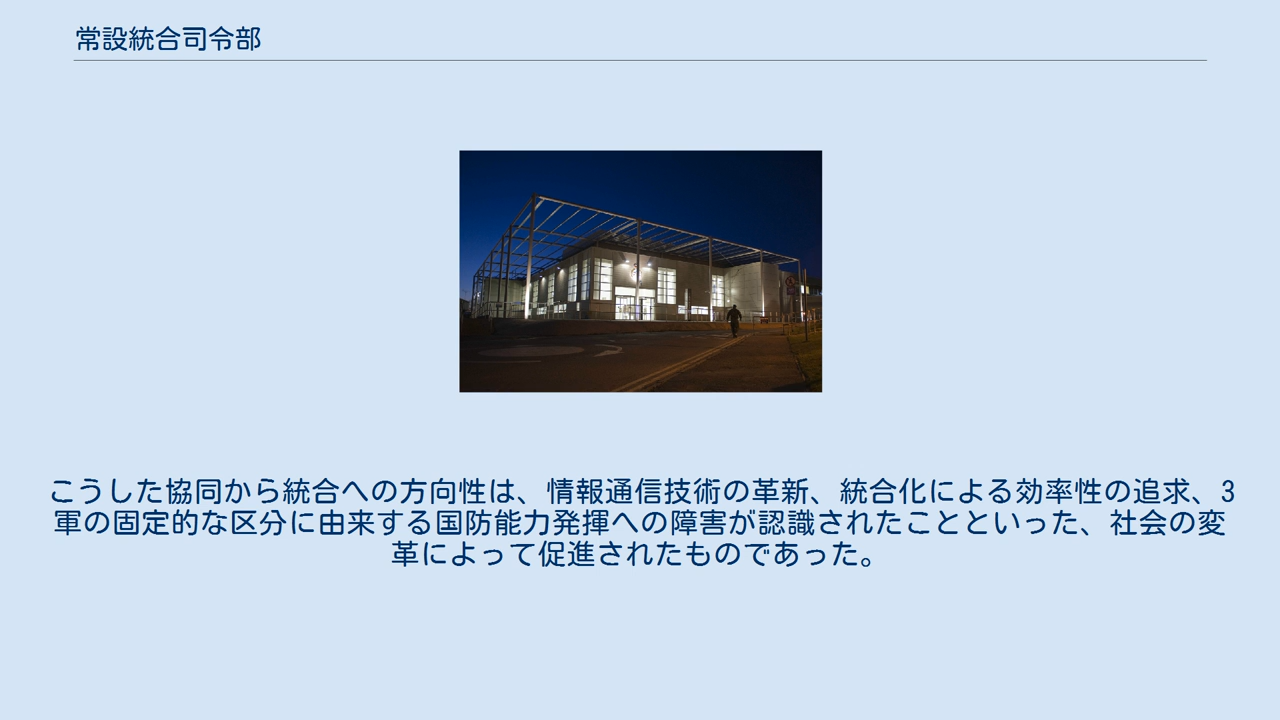 常設統合司令部
こうした協同から統合への方向性は、情報通信技術の革新、統合化による効率性の追求、3
軍の固定的な区分に由来する国防能力発揮への障害が認識されたことといった、社会の変
革によって促進されたものであった。